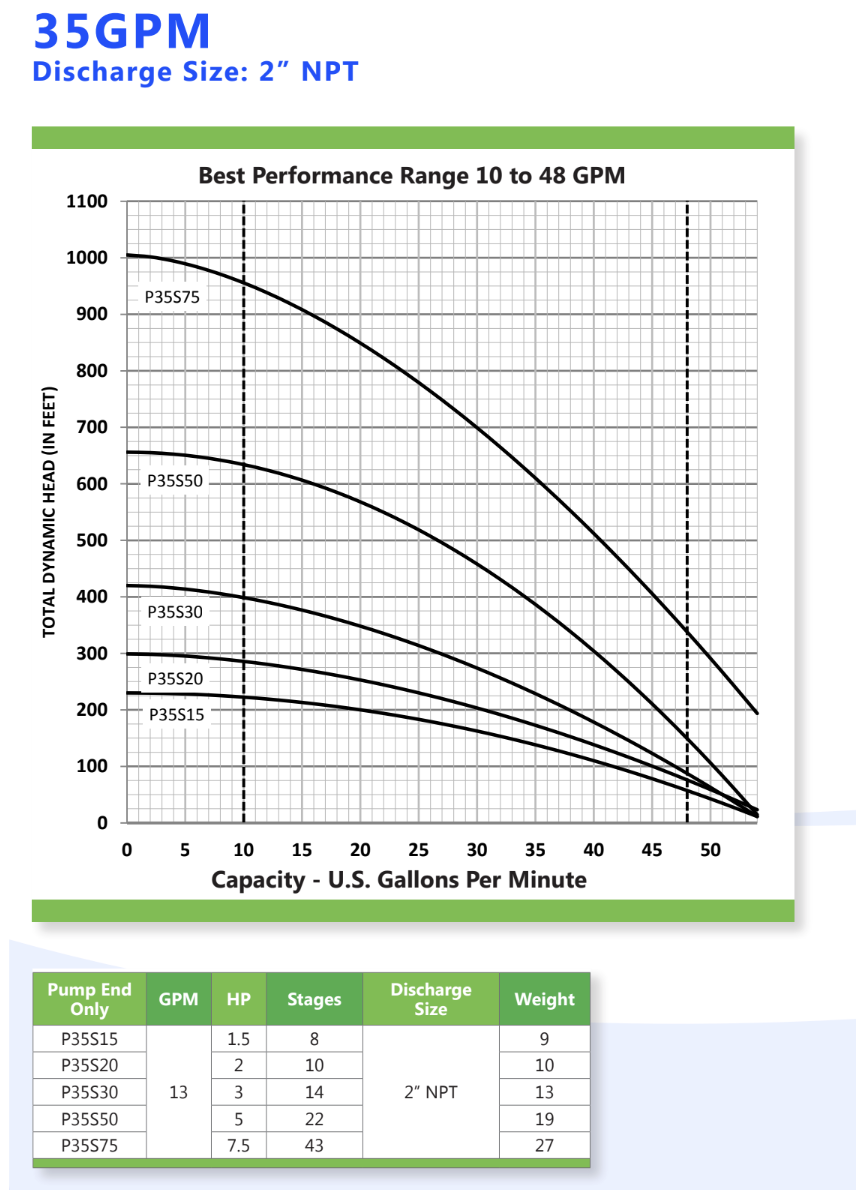 35GPM
Discharge Size: 2” NPT
Best Performance Range 10 to 48 GPM
1100
1000
900
800
700
600
500
400
300
200
100
0
TOTAL DYNAMIC HEAD (IN FEET)
P35S75
P35S50
P35S30
P35S20
P35S15
0 5 10 15 20 25 30 35 40 45 50
Capacity - U.S. Gallons Per Minute
Pump End Only GPM HP Stages Discharge Size Weight
P35S15 1.5 8 9
P35S20 2 10 10
P35S30 13 3 14 2” NPT 13
P35S50 5 22 19
P35S75 7.5 43 27